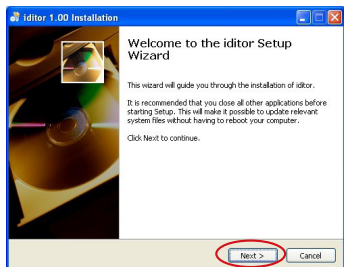 iditor 1.00 Installation
Welcome to the iditor Setup
Wizard
This wizard will guide you through the installation of iditor.
It is recommended that you close all other applications before
starting Setup. This will make it possible to update relevant
system files without having to reboot your computer.
Click Next to continue.
Next >
Cancel